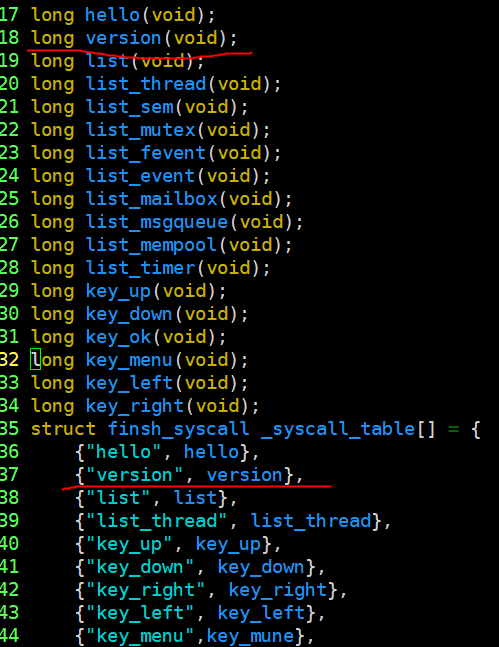 17 long hello(void);
18 long version(void);
19 long list(void);
20 long list_thread(void);
21 long list_sem(void);
22 long list_mutex(void);
23 long list_fevent(void);
24 long list_event(void);
25 long list_mailbox(void);
26 long list_msgqueue(void);
27 long list_mempool(void);
28 long list_timer(void);
29 long key_up(void);
30 long key_down(void);
31 long key_ok(void);
32 long key_menu(void);
33 long key_left(void);
34 long key_right(void);
35 struct finsh_syscall _syscall_table[] = {
36     {"hello", hello},
37     {"version", version},
38     {"list", list},
39     {"list_thread", list_thread},
40     {"key_up", key_up},
41     {"key_down", key_down},
42     {"key_right", key_right},
43     {"key_left", key_left},
44     {"key_menu",key_mune},